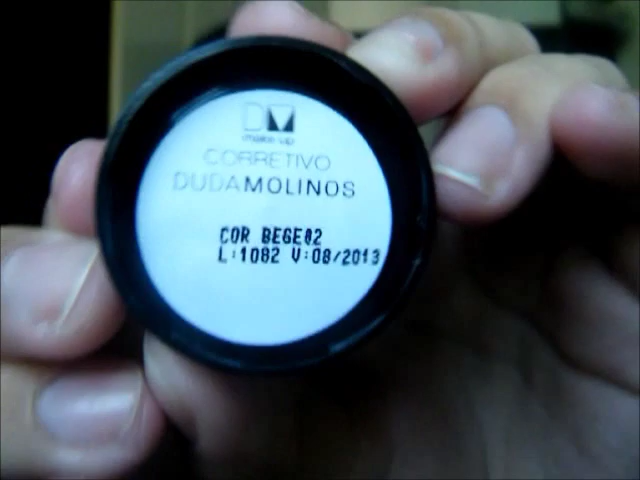 DM
make up
CORRETIVO
DUDAMOLINOS
COR BEGE02
L:1082 V:08/2013